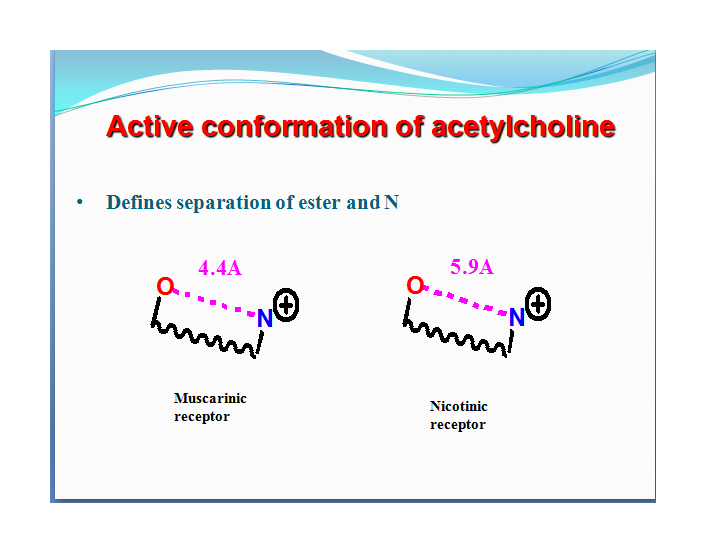 Active conformation of acetylcholine
• Defines separation of ester and N
4.4A
O
N
+
Muscarinic
receptor
5.9A
O
N
+
Nicotinic
receptor